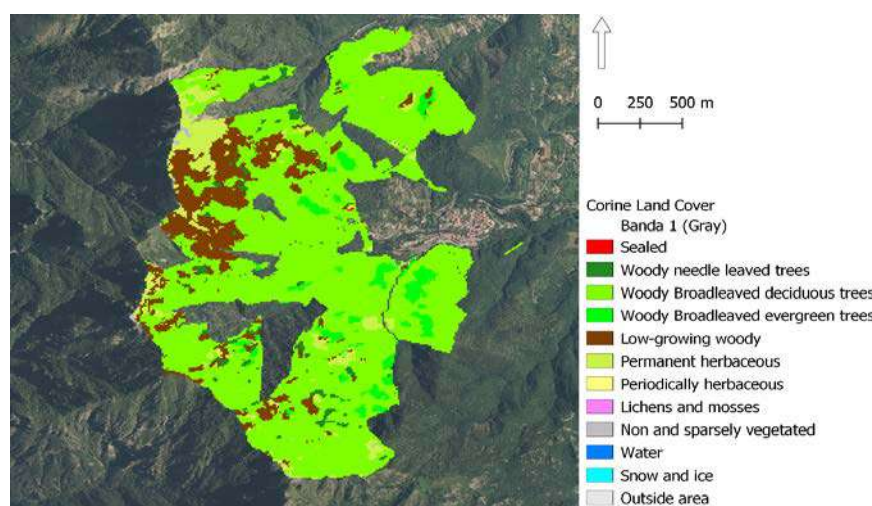 0 250 500 m
Corine Land Cover
Banda 1 (Gray)
Sealed
Woody needle leaved trees
Woody Broadleaved deciduous trees
Woody Broadleaved evergreen trees
Low-growing woody
Permanent herbaceous
Periodically herbaceous
Lichens and mosses
Non and sparsely vegetated
Water
Snow and ice
Outside area